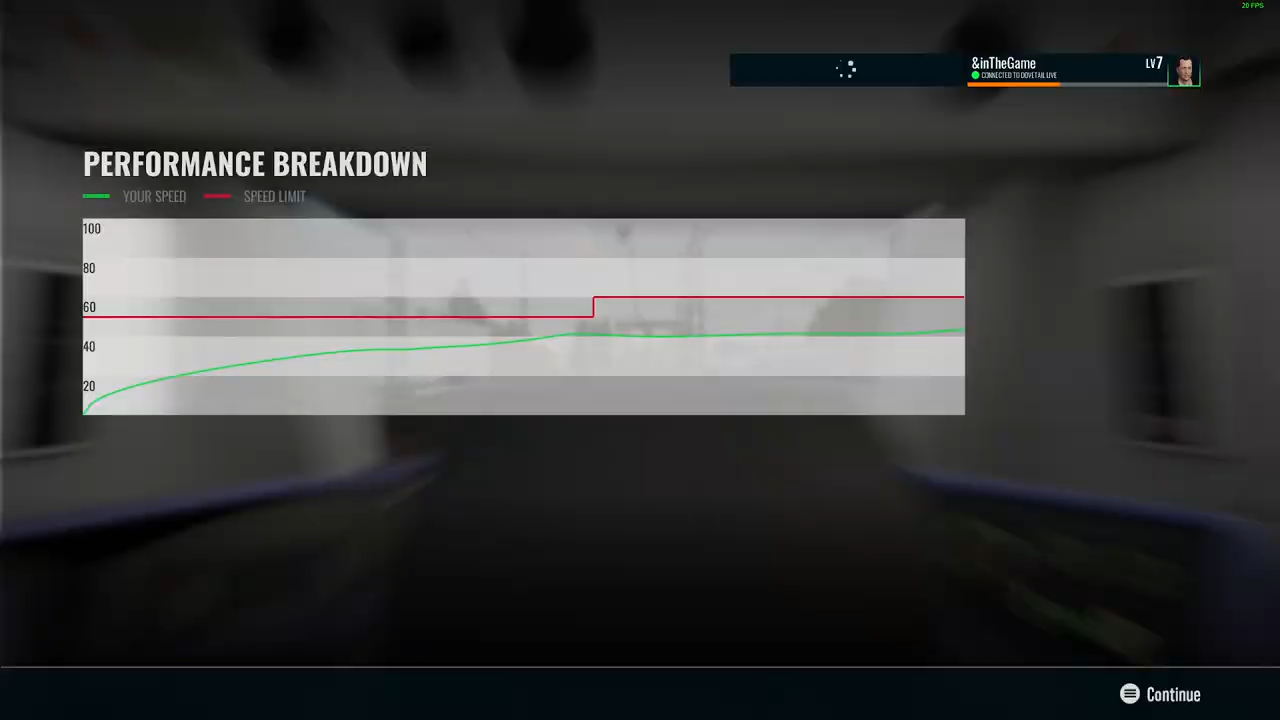 20 FPS
&inTheGame
LV7
CONNECTED TO DOVETAIL LIVE
PERFORMANCE BREAKDOWN
YOUR SPEED SPEED LIMIT
100
80
60
40
20
Continue